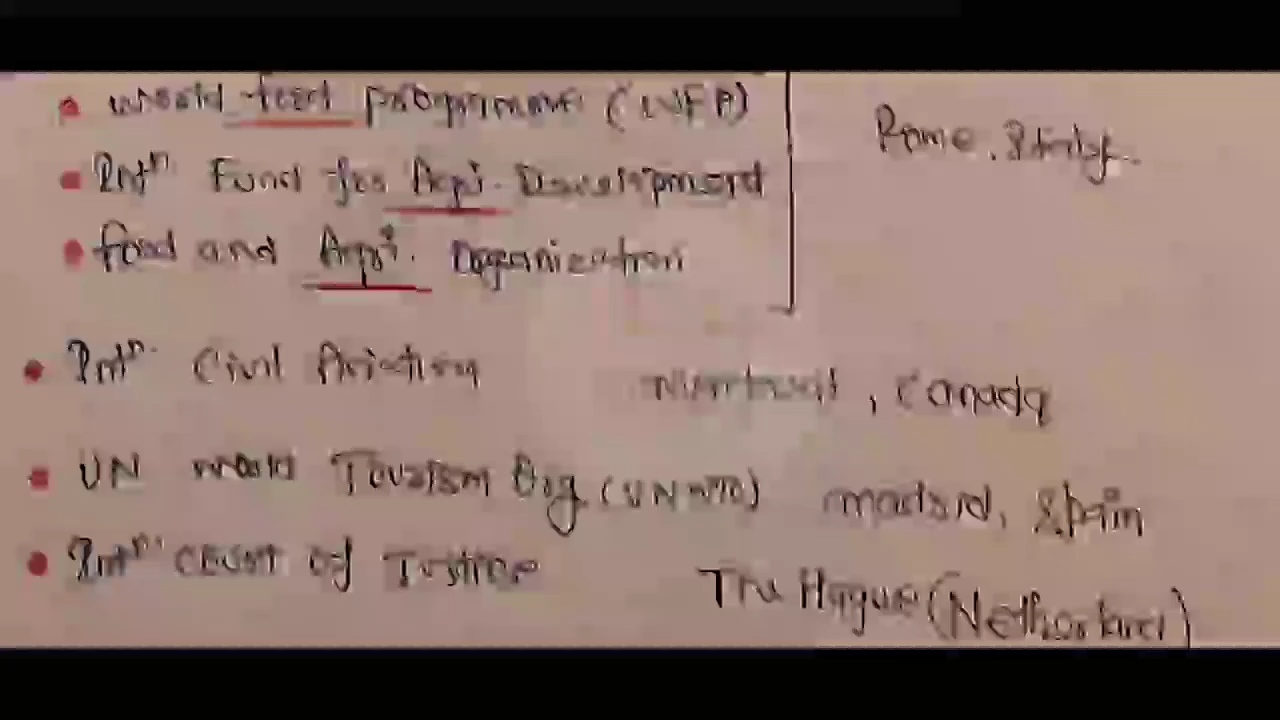 World food programme (WFP)
Intⁿ. Fund for Agri. Development
Rome, Italy.
Food and Agri. Organization
Intⁿ. Civil Aviation
Montreal, Canada
UN World Tourism Org (UNWTO) Madrid, Spain
Intⁿ. Court of Justice
The Hague (Netherland)